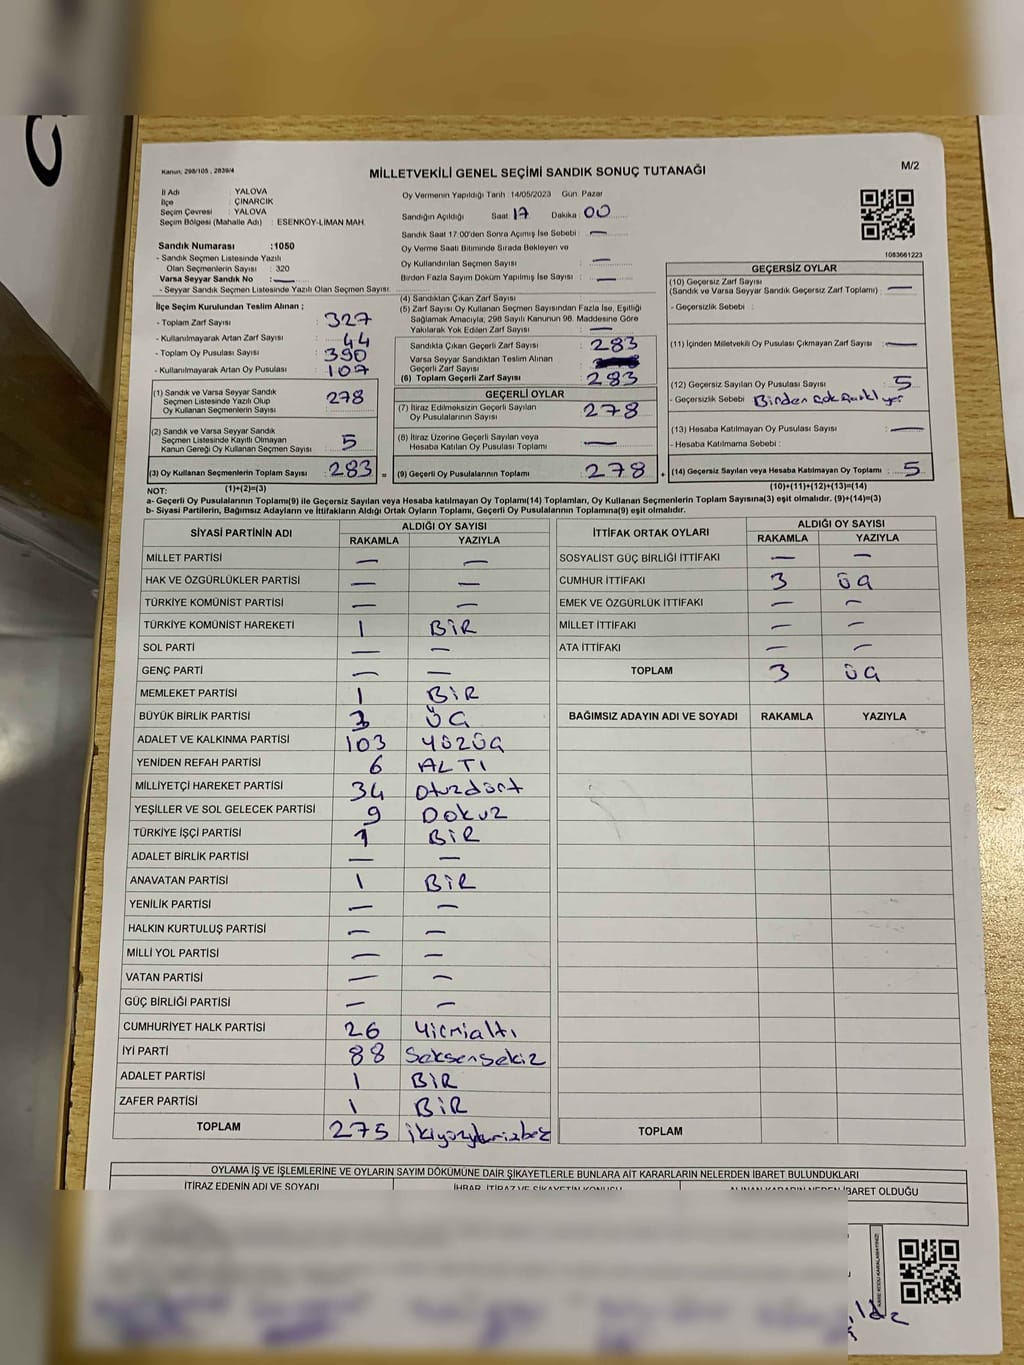 Kanun; 298/105 , 2839/4
MİLLETVEKİLİ GENEL SEÇİMİ SANDIK SONUÇ TUTANAĞI
M/2
İl Adı : YALOVA
İlçe : ÇINARCIK
Seçim Çevresi : YALOVA
Seçim Bölgesi (Mahalle Adı) : ESENKÖY-LİMAN MAH.
Oy Vermenin Yapıldığı Tarih : 14/05/2023 Gün: Pazar
Sandığın Açıldığı Saat 17 Dakika 00
Sandık Saat 17:00'den Sonra Açımış İse Sebebi : —
Oy Verme Saati Bitiminde Sırada Bekleyen ve
Oy Kullandırılan Seçmen Sayısı : —
Birden Fazla Sayım Döküm Yapılmış İse Sayısı : —
1083661223
Sandık Numarası : 1050
- Sandık Seçmen Listesinde Yazılı
Olan Seçmenlerin Sayısı : 320
Varsa Seyyar Sandık No : —
- Seyyar Sandık Seçmen Listesinde Yazılı Olan Seçmen Sayısı:
İlçe Seçim Kurulundan Teslim Alınan ;
- Toplam Zarf Sayısı : 327
- Kullanılmayarak Artan Zarf Sayısı : 44
- Toplam Oy Pusulası Sayısı : 390
- Kullanılmayarak Artan Oy Pusulası : 107
(1) Sandık ve Varsa Seyyar Sandık
Seçmen Listesinde Yazılı Olup
Oy Kullanan Seçmenlerin Sayısı : 278
(2) Sandık ve Varsa Seyyar Sandık
Seçmen Listesinde Kayıtlı Olmayan
Kanun Gereği Oy Kullanan Seçmen Sayısı : 5
(3) Oy Kullanan Seçmenlerin Toplam Sayısı : 283 =
(1)+(2)=(3)
(4) Sandıktan Çıkan Zarf Sayısı :
(5) Zarf Sayısı Oy Kullanan Seçmen Sayısından Fazla İse, Eşitliği
Sağlamak Amacıyla, 298 Sayılı Kanunun 98. Maddesine Göre
Yakılarak Yok Edilen Zarf Sayısı : —
Sandıkta Çıkan Geçerli Zarf Sayısı : 283
Varsa Seyyar Sandıktan Teslim Alınan
Geçerli Zarf Sayısı :
(6) Toplam Geçerli Zarf Sayısı : 283
GEÇERLİ OYLAR
(7) İtiraz Edilmeksizin Geçerli Sayılan
Oy Pusulalarının Sayısı : 278
(8) İtiraz Üzerine Geçerli Sayılan veya
Hesaba Katılan Oy Pusulası Toplamı : —
(9) Geçerli Oy Pusulalarının Toplamı : 278 +
GEÇERSİZ OYLAR
(10) Geçersiz Zarf Sayısı
(Sandık ve Varsa Seyyar Sandık Geçersiz Zarf Toplamı) : —
- Geçersizlik Sebebi :
(11) İçinden Milletvekili Oy Pusulası Çıkmayan Zarf Sayısı : —
(12) Geçersiz Sayılan Oy Pusulası Sayısı : 5
- Geçersizlik Sebebi : Birden çok farklı yer
(13) Hesaba Katılmayan Oy Pusulası Sayısı : —
- Hesaba Katılmama Sebebi :
(14) Geçersiz Sayılan veya Hesaba Katılmayan Oy Toplamı : 5
(10)+(11)+(12)+(13)=(14)
NOT:
a- Geçerli Oy Pusulalarının Toplamı(9) ile Geçersiz Sayılan veya Hesaba katılmayan Oy Toplamı(14) Toplamları, Oy Kullanan Seçmenlerin Toplam Sayısına(3) eşit olmalıdır. (9)+(14)=(3)
b- Siyasi Partilerin, Bağımsız Adayların ve İttifakların Aldığı Ortak Oyların Toplamı, Geçerli Oy Pusulalarının Toplamına(9) eşit olmalıdır.
SİYASİ PARTİNİN ADI ALDIĞI OY SAYISI
RAKAMLA YAZIYLA
MİLLET PARTİSİ — —
HAK VE ÖZGÜRLÜKLER PARTİSİ — —
TÜRKİYE KOMÜNİST PARTİSİ — —
TÜRKİYE KOMÜNİST HAREKETİ 1 BİR
SOL PARTİ — —
GENÇ PARTİ — —
MEMLEKET PARTİSİ 1 BİR
BÜYÜK BİRLİK PARTİSİ 3 ÜÇ
ADALET VE KALKINMA PARTİSİ 103 YÜZÜÇ
YENİDEN REFAH PARTİSİ 6 ALTI
MİLLİYETÇİ HAREKET PARTİSİ 34 Otuzdört
YEŞİLLER VE SOL GELECEK PARTİSİ 9 Dokuz
TÜRKİYE İŞÇİ PARTİSİ 1 BİR
ADALET BİRLİK PARTİSİ — —
ANAVATAN PARTİSİ 1 BİR
YENİLİK PARTİSİ — —
HALKIN KURTULUŞ PARTİSİ — —
MİLLİ YOL PARTİSİ — —
VATAN PARTİSİ — —
GÜÇ BİRLİĞİ PARTİSİ — —
CUMHURİYET HALK PARTİSİ 26 Yirmialtı
İYİ PARTİ 88 Seksensekiz
ADALET PARTİSİ 1 BİR
ZAFER PARTİSİ 1 BİR
TOPLAM 275
İTTİFAK ORTAK OYLARI ALDIĞI OY SAYISI
RAKAMLA YAZIYLA
SOSYALİST GÜÇ BİRLİĞİ İTTİFAKI — —
CUMHUR İTTİFAKI 3 ÜÇ
EMEK VE ÖZGÜRLÜK İTTİFAKI — —
MİLLET İTTİFAKI — —
ATA İTTİFAKI — —
TOPLAM 3 ÜÇ
BAĞIMSIZ ADAYIN ADI VE SOYADI RAKAMLA YAZIYLA
TOPLAM
OYLAMA İŞ VE İŞLEMLERİNE VE OYLARIN SAYIM DÖKÜMÜNE DAİR ŞİKAYETLERLE BUNLARA AİT KARARLARIN NELERDEN İBARET BULUNDUKLARI
İTİRAZ EDENİN ADI VE SOYADI
İBARET OLDUĞU